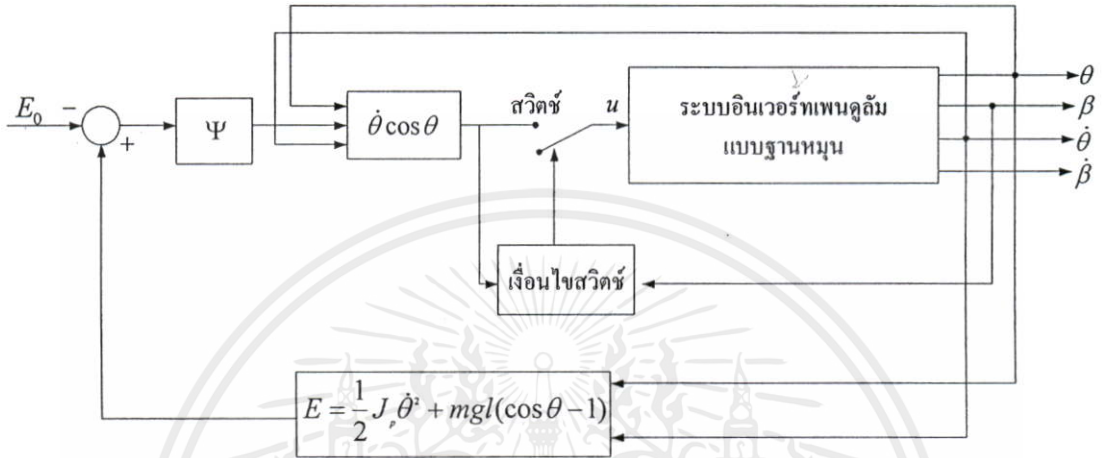 θ
E₀
−
+
Ψ
θ̇ cos θ
สวิตช์
u
ระบบอินเวอร์ทเพนดูลัม
แบบฐานหมุน
β
θ̇
β̇
เงื่อนไขสวิตช์
E = 1/2 J_p θ̇² + mgl(cos θ − 1)